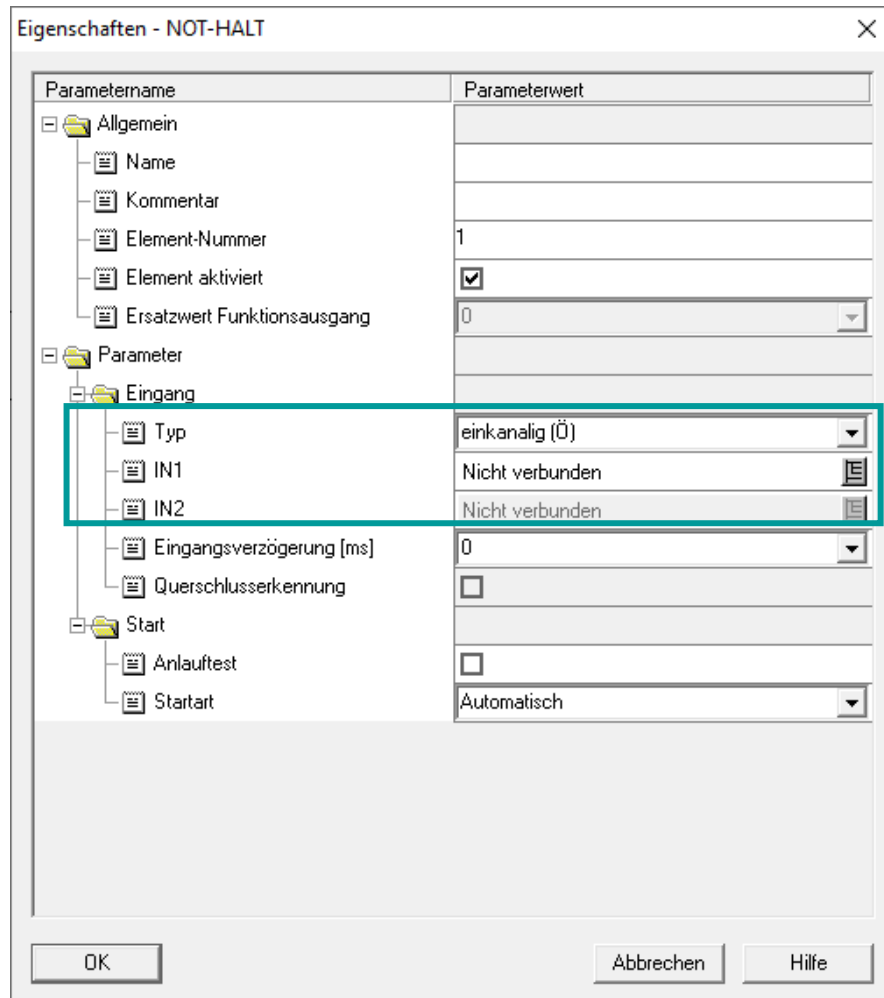 Eigenschaften - NOT-HALT
Parametername Parameterwert
Allgemein
Name
Kommentar
Element-Nummer 1
Element aktiviert
Ersatzwert Funktionsausgang 0
Parameter
Eingang
Typ einkanalig (Ö)
IN1 Nicht verbunden
IN2 Nicht verbunden
Eingangsverzögerung [ms] 0
Querschlusserkennung
Start
Anlauftest
Startart Automatisch
OK Abbrechen Hilfe